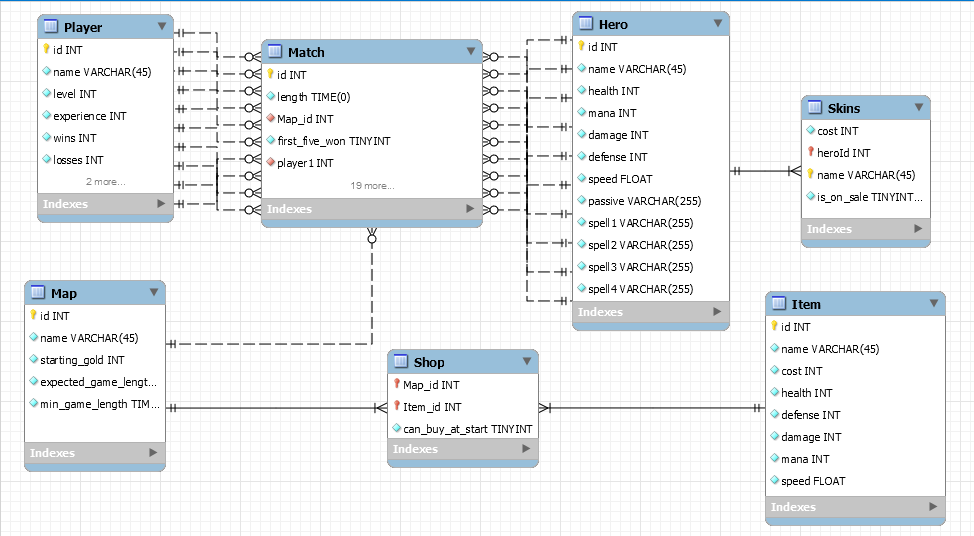 Player
id INT
name VARCHAR(45)
level INT
experience INT
wins INT
losses INT
2 more...
Indexes
Match
id INT
length TIME(0)
Map_id INT
first_five_won TINYINT
player1 INT
19 more...
Indexes
Hero
id INT
name VARCHAR(45)
health INT
mana INT
damage INT
defense INT
speed FLOAT
passive VARCHAR(255)
spell1 VARCHAR(255)
spell2 VARCHAR(255)
spell3 VARCHAR(255)
spell4 VARCHAR(255)
Indexes
Skins
cost INT
heroId INT
name VARCHAR(45)
is_on_sale TINYINT...
Indexes
Map
id INT
name VARCHAR(45)
starting_gold INT
expected_game_lengt...
min_game_length TIM...
Indexes
Shop
Map_id INT
Item_id INT
can_buy_at_start TINYINT
Indexes
Item
id INT
name VARCHAR(45)
cost INT
health INT
defense INT
damage INT
mana INT
speed FLOAT
Indexes